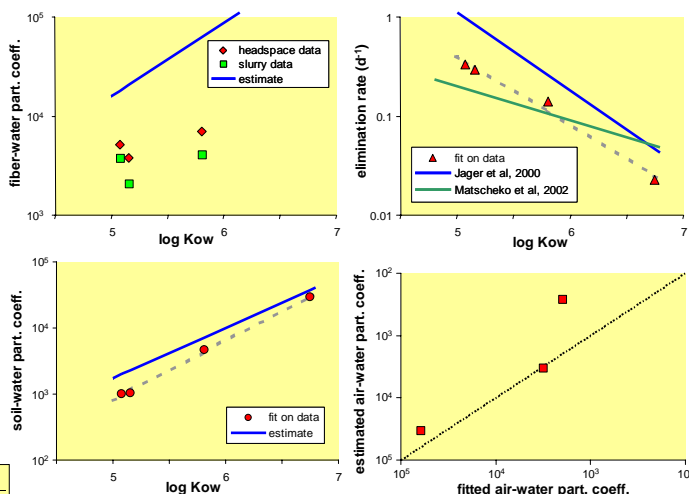 10⁵
10⁴
10³
fiber-water part. coeff.
headspace data
slurry data
estimate
5 6 7
log Kow
1
0.1
0.01
elimination rate (d⁻¹)
fit on data
Jager et al, 2000
Matscheko et al, 2002
5 6 7
log Kow
10⁵
10⁴
10³
10²
soil-water part. coeff.
fit on data
estimate
5 6 7
log Kow
10²
10³
10⁴
10⁵
estimated air-water part. coeff.
10⁵ 10⁴ 10³
fitted air-water part. coeff.